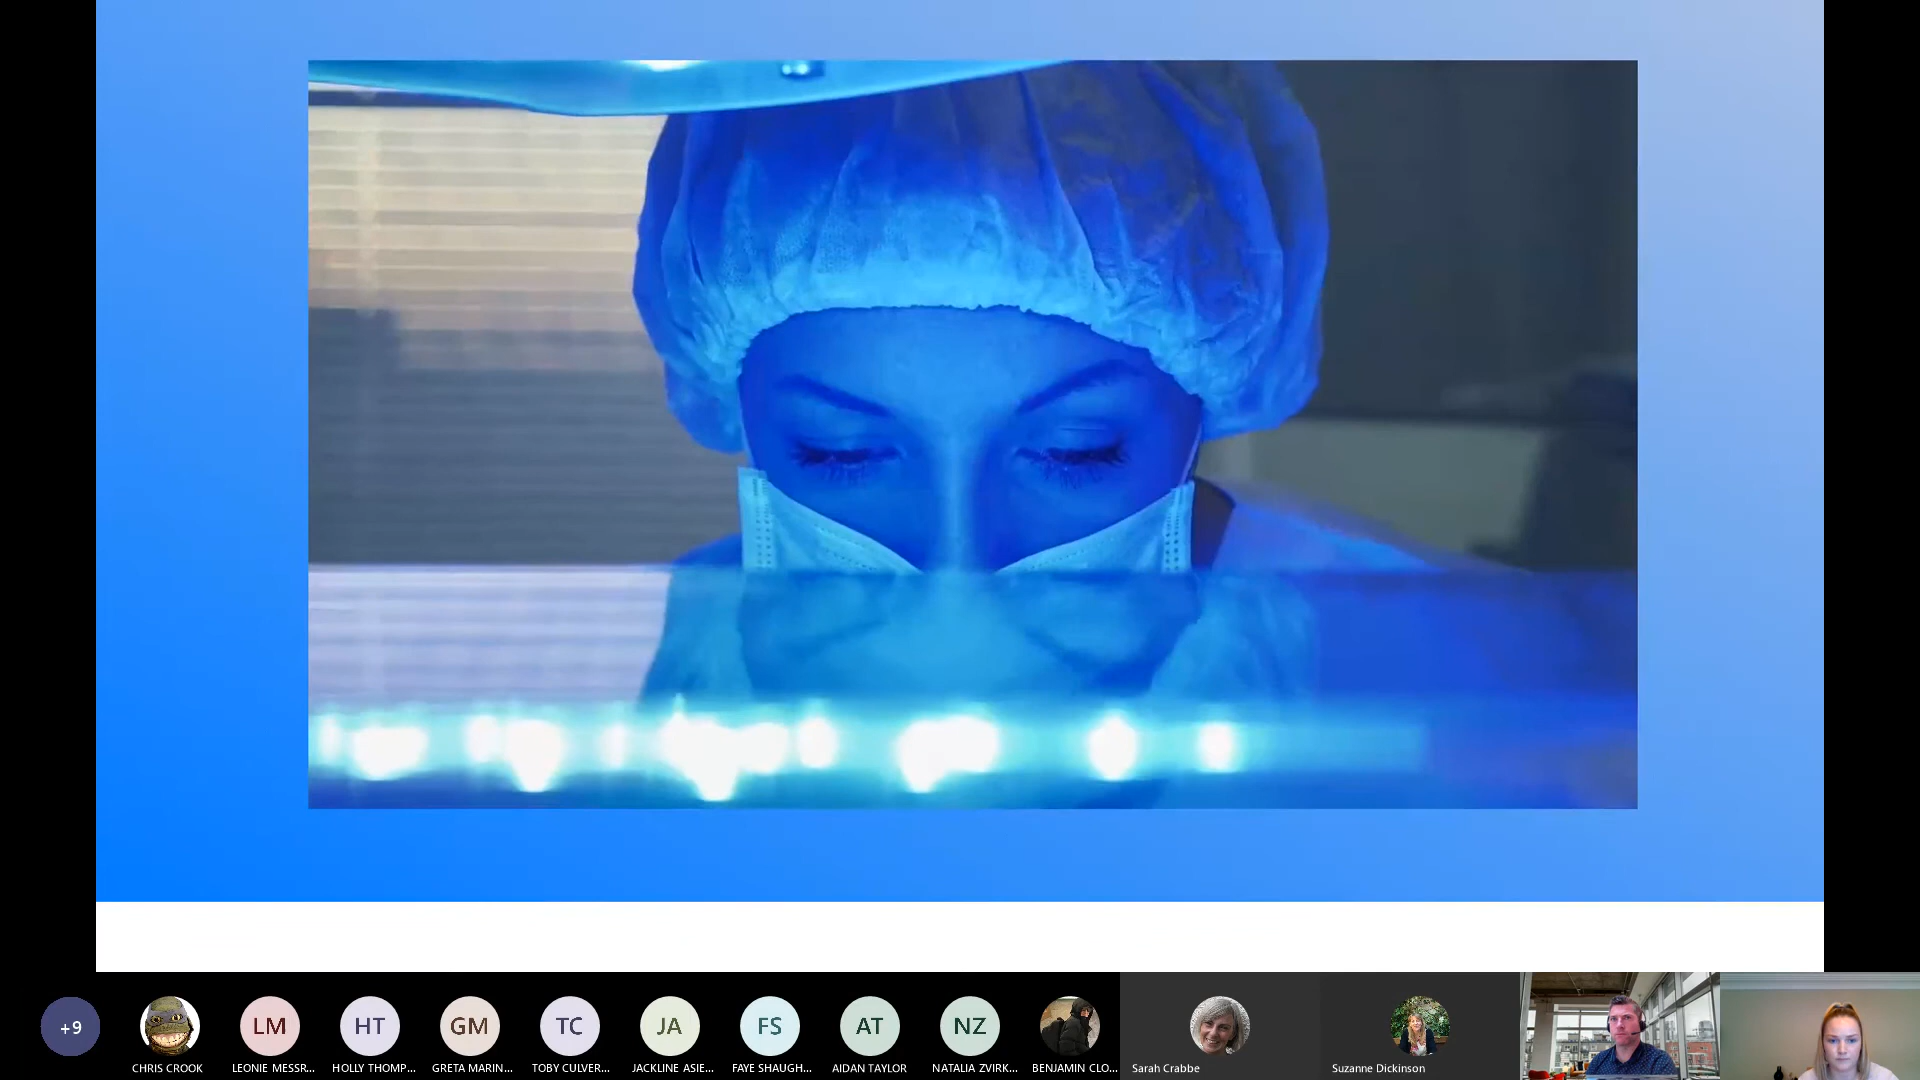 +9
LM
HT
GM
TC
JA
FS
AT
NZ
CHRIS CROOK
LEONIE MESSR...
HOLLY THOMP...
GRETA MARIN...
TOBY CULVER...
JACKLINE ASIE...
FAYE SHAUGH...
AIDAN TAYLOR
NATALIA ZVIRK...
BENJAMIN CLO...
Sarah Crabbe
Suzanne Dickinson